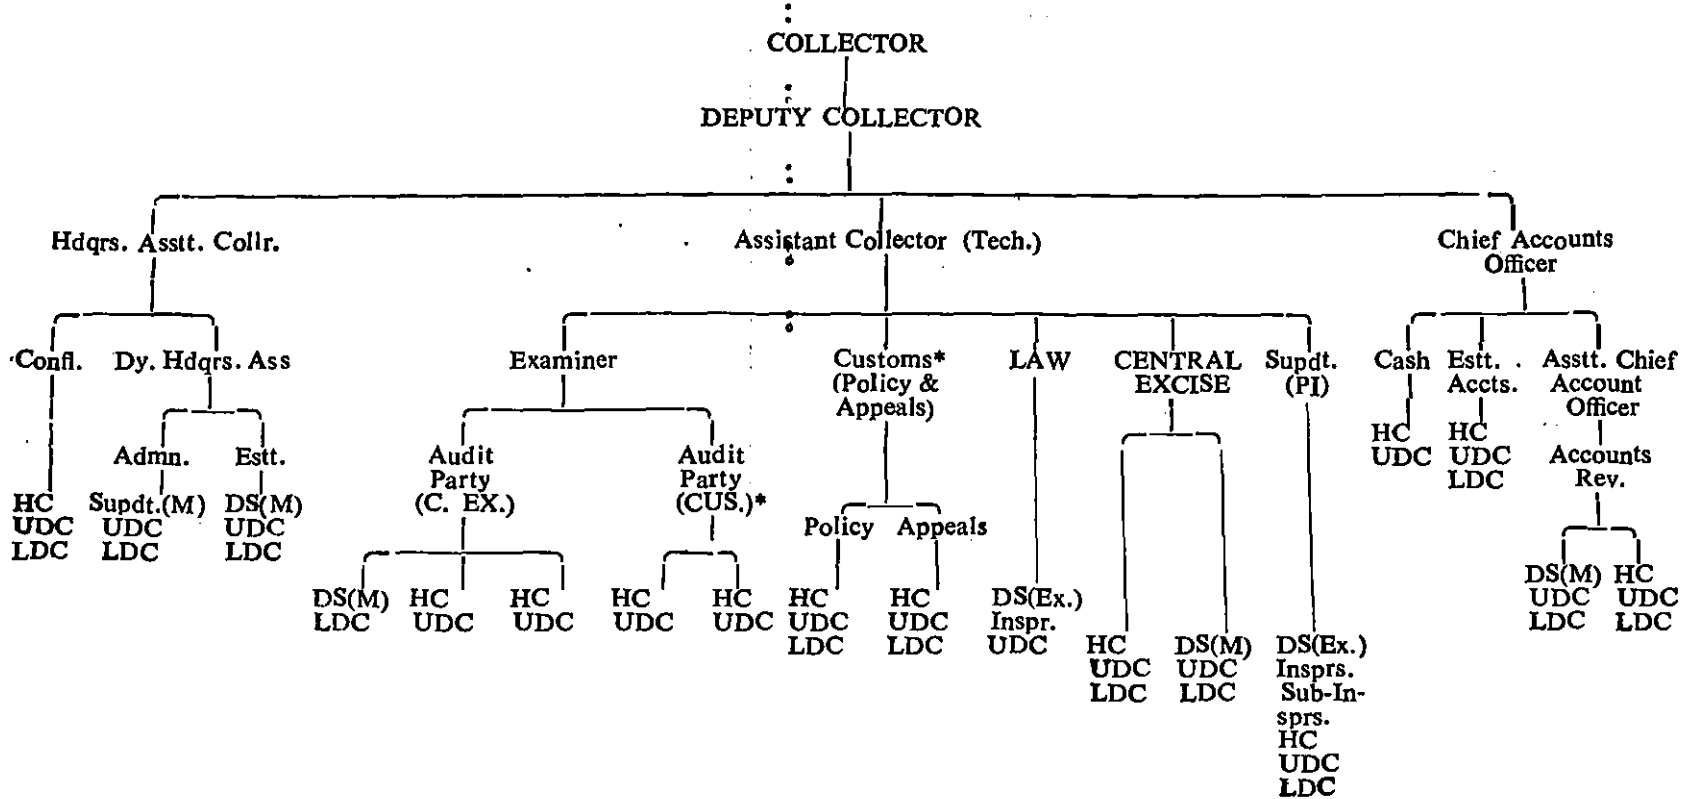 COLLECTOR
DEPUTY COLLECTOR
Hdqrs. Asstt. Collr.
Assistant Collector (Tech.)
Chief Accounts
Officer
Confl.
Dy. Hdqrs. Ass
Examiner
Customs*
(Policy &
Appeals)
LAW
CENTRAL
EXCISE
Supdt.
(PI)
Cash
Estt.
Accts.
Asstt. Chief
Account
Officer
HC
UDC
HC
UDC
LDC
Accounts
Rev.
Admn.
Estt.
Audit
Party
(C. EX.)
Audit
Party
(CUS.)*
HC
UDC
LDC
Supdt.(M)
UDC
LDC
DS(M)
UDC
LDC
Policy
Appeals
DS(M)
LDC
HC
UDC
HC
UDC
HC
UDC
HC
UDC
HC
UDC
LDC
HC
UDC
LDC
DS(Ex.)
Inspr.
UDC
HC
UDC
LDC
DS(M)
UDC
LDC
DS(Ex.)
Insprs.
Sub-In-
sprs.
HC
UDC
LDC
DS(M)
UDC
LDC
HC
UDC
LDC